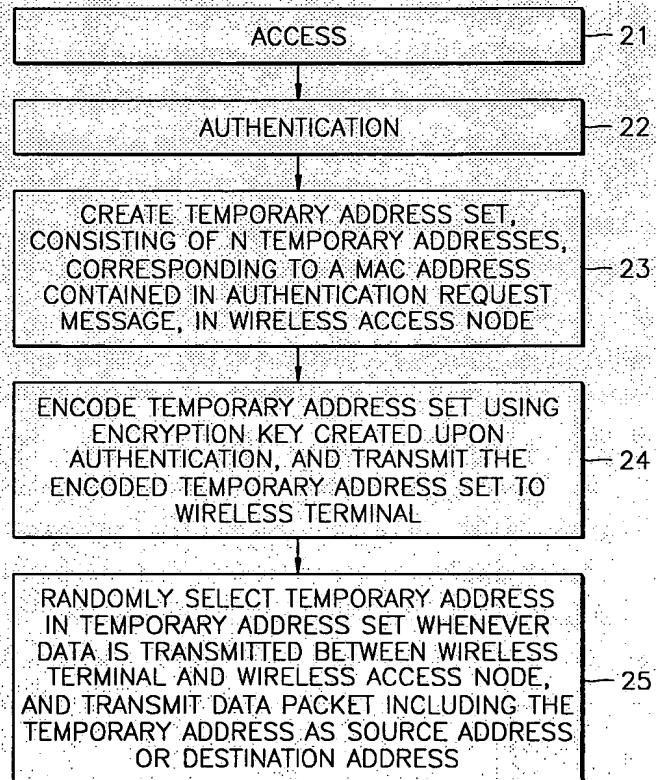 ACCESS
21
AUTHENTICATION
22
CREATE TEMPORARY ADDRESS SET,
CONSISTING OF N TEMPORARY ADDRESSES,
CORRESPONDING TO A MAC ADDRESS
CONTAINED IN AUTHENTICATION REQUEST
MESSAGE, IN WIRELESS ACCESS NODE
23
ENCODE TEMPORARY ADDRESS SET USING
ENCRYPTION KEY CREATED UPON
AUTHENTICATION, AND TRANSMIT THE
ENCODED TEMPORARY ADDRESS SET TO
WIRELESS TERMINAL
24
RANDOMLY SELECT TEMPORARY ADDRESS
IN TEMPORARY ADDRESS SET WHENEVER
DATA IS TRANSMITTED BETWEEN WIRELESS
TERMINAL AND WIRELESS ACCESS NODE,
AND TRANSMIT DATA PACKET INCLUDING THE
TEMPORARY ADDRESS AS SOURCE ADDRESS
OR DESTINATION ADDRESS
25